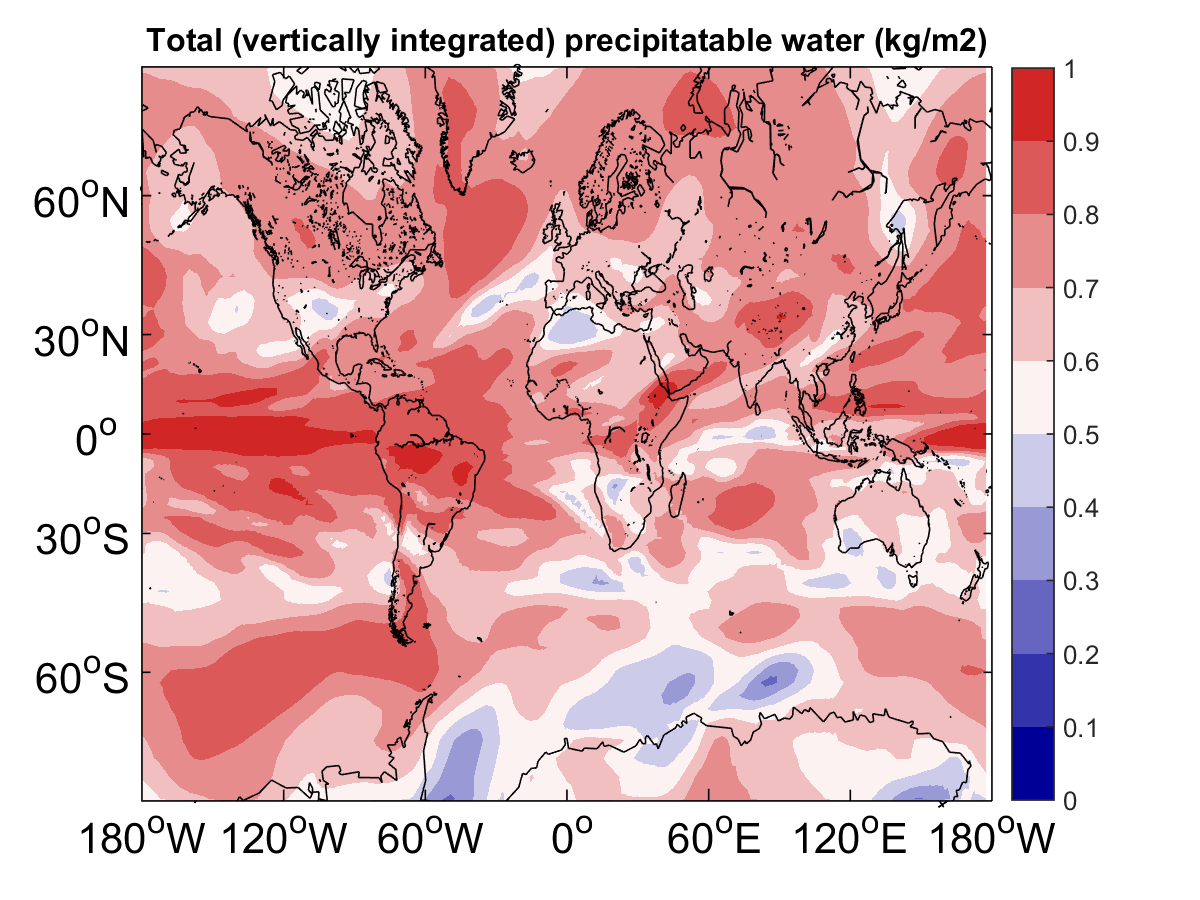 Total (vertically integrated) precipitatable water (kg/m2)
1
0.9
0.8
0.7
0.6
0.5
0.4
0.3
0.2
0.1
0
60°N
30°N
0°
30°S
60°S
180°W 120°W 60°W 0° 60°E 120°E 180°W